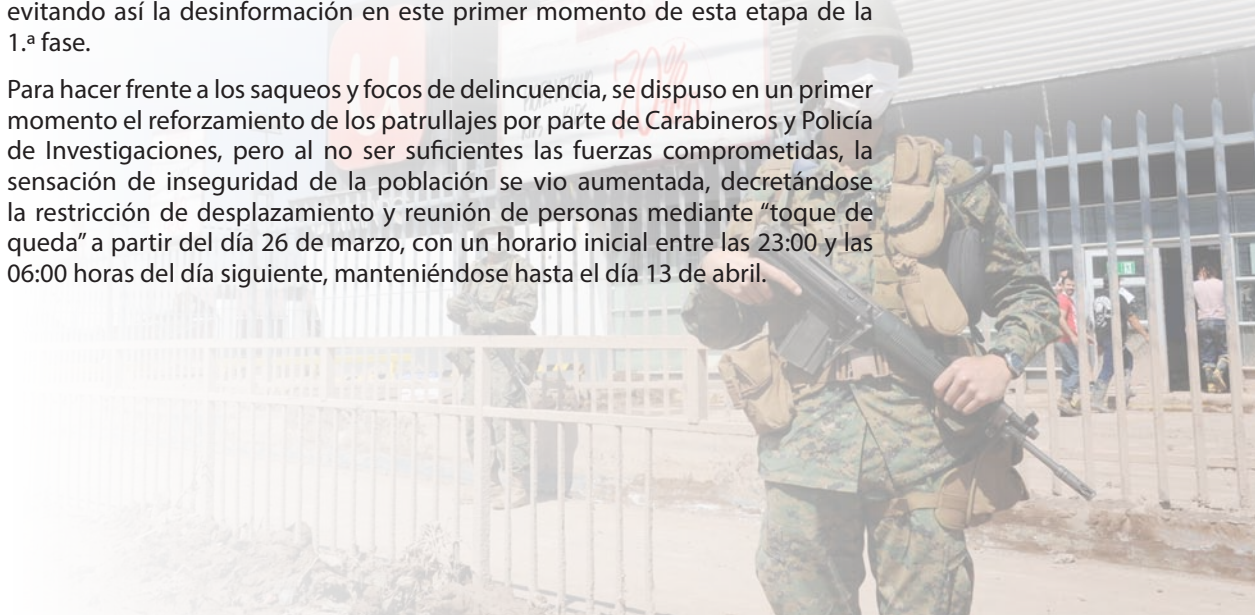 evitando así la desinformación en este primer momento de esta etapa de la
1.ª fase.
Para hacer frente a los saqueos y focos de delincuencia, se dispuso en un primer
momento el reforzamiento de los patrullajes por parte de Carabineros y Policía
de Investigaciones, pero al no ser suficientes las fuerzas comprometidas, la
sensación de inseguridad de la población se vio aumentada, decretándose
la restricción de desplazamiento y reunión de personas mediante “toque de
queda” a partir del día 26 de marzo, con un horario inicial entre las 23:00 y las
06:00 horas del día siguiente, manteniéndose hasta el día 13 de abril.
70%